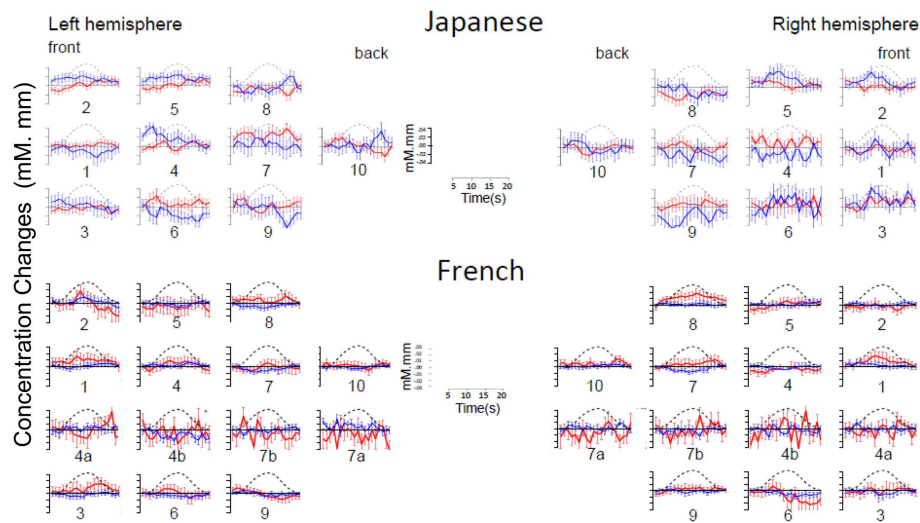 Left hemisphere Japanese Right hemisphere
front back back front
2 5 8 8 5 2
1 4 7 10 10 7 4 1
mM.mm
5 10 15 20
Time(s)
3 6 9 9 6 3
Concentration Changes (mM. mm)
French
2 5 8 8 5 2
1 4 7 10 10 7 4 1
mM.mm
5 10 15 20
Time(s)
4a 4b 7b 7a 7a 7b 4b 4a
3 6 9 9 6 3